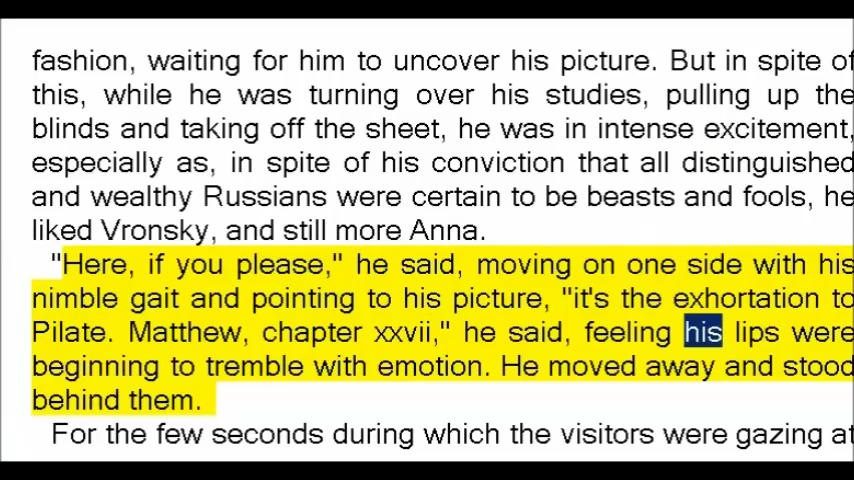 fashion, waiting for him to uncover his picture. But in spite of
this, while he was turning over his studies, pulling up the
blinds and taking off the sheet, he was in intense excitement,
especially as, in spite of his conviction that all distinguished
and wealthy Russians were certain to be beasts and fools, he
liked Vronsky, and still more Anna.
"Here, if you please," he said, moving on one side with his
nimble gait and pointing to his picture, "it's the exhortation to
Pilate. Matthew, chapter xxvii," he said, feeling his lips were
beginning to tremble with emotion. He moved away and stood
behind them.
For the few seconds during which the visitors were gazing at